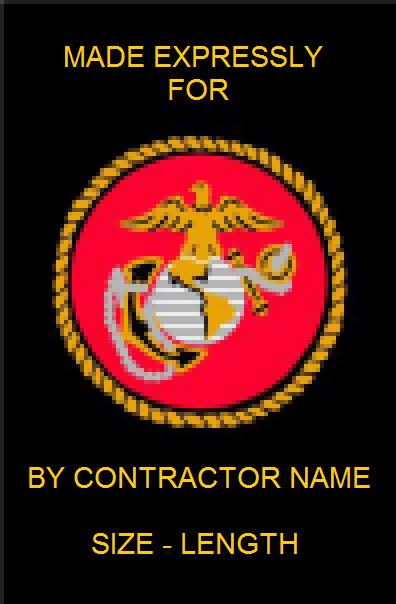 MADE EXPRESSLY
FOR
BY CONTRACTOR NAME
SIZE - LENGTH